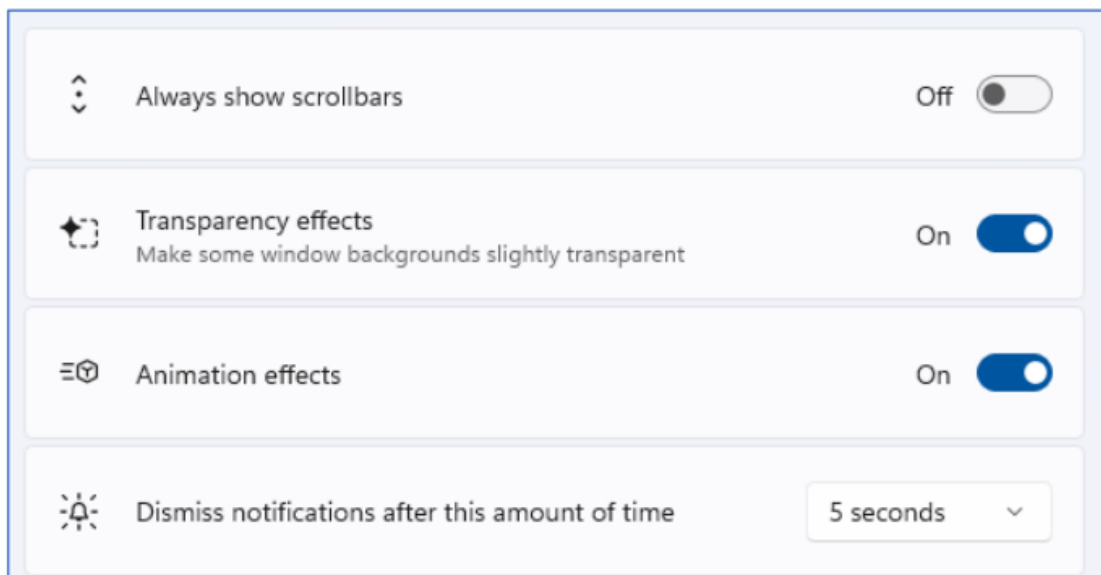 Always show scrollbars Off
Transparency effects
Make some window backgrounds slightly transparent
On
Animation effects On
Dismiss notifications after this amount of time 5 seconds